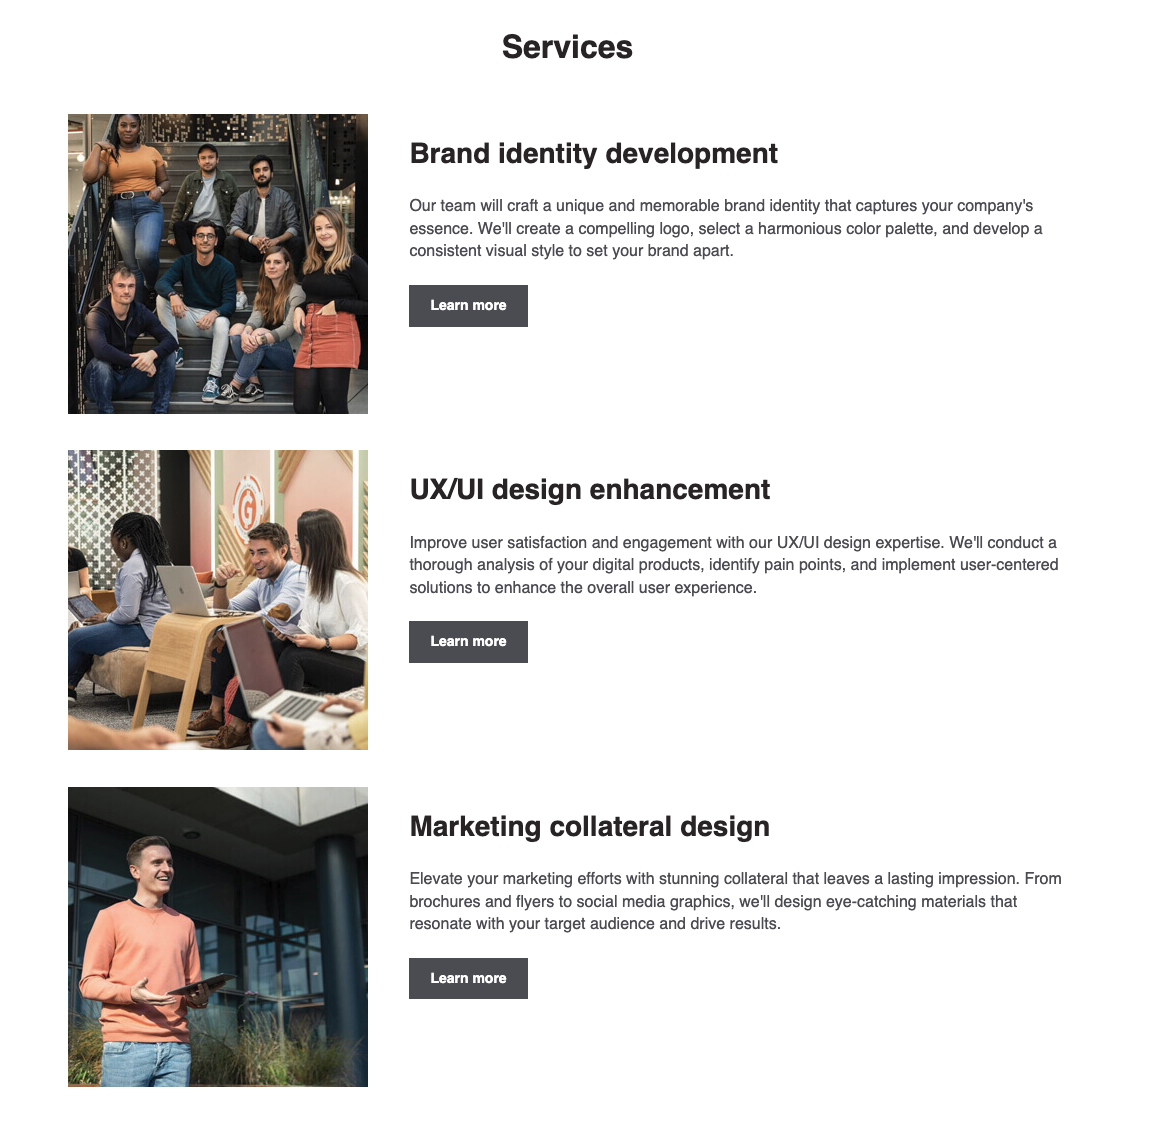 Services
Brand identity development
Our team will craft a unique and memorable brand identity that captures your company's
essence. We'll create a compelling logo, select a harmonious color palette, and develop a
consistent visual style to set your brand apart.
Learn more
G
UX/UI design enhancement
Improve user satisfaction and engagement with our UX/UI design expertise. We'll conduct a
thorough analysis of your digital products, identify pain points, and implement user-centered
solutions to enhance the overall user experience.
Learn more
Marketing collateral design
Elevate your marketing efforts with stunning collateral that leaves a lasting impression. From
brochures and flyers to social media graphics, we'll design eye-catching materials that
resonate with your target audience and drive results.
Learn more